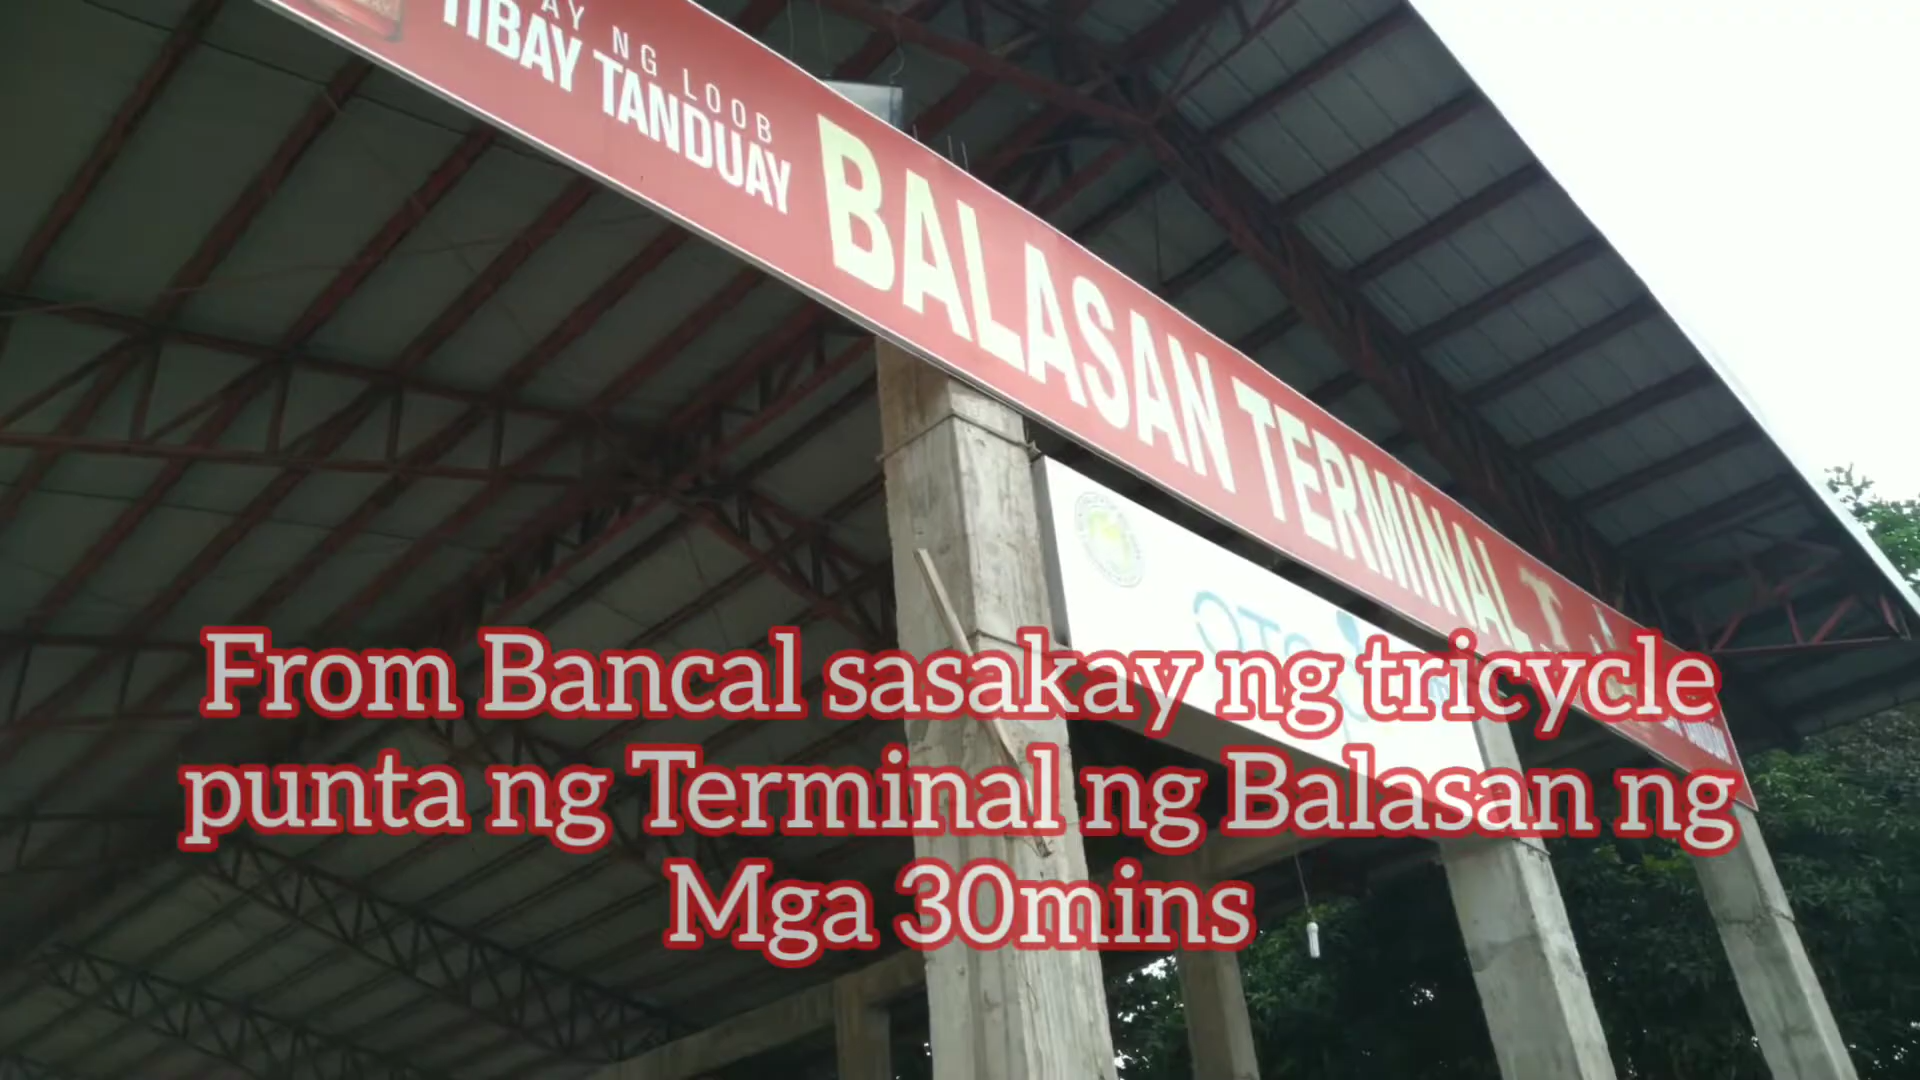 NG LOOB
TIBAY TANDUAY
BALASAN TERMINAL
From Bancal sasakay ng tricycle
punta ng Terminal ng Balasan ng
Mga 30mins